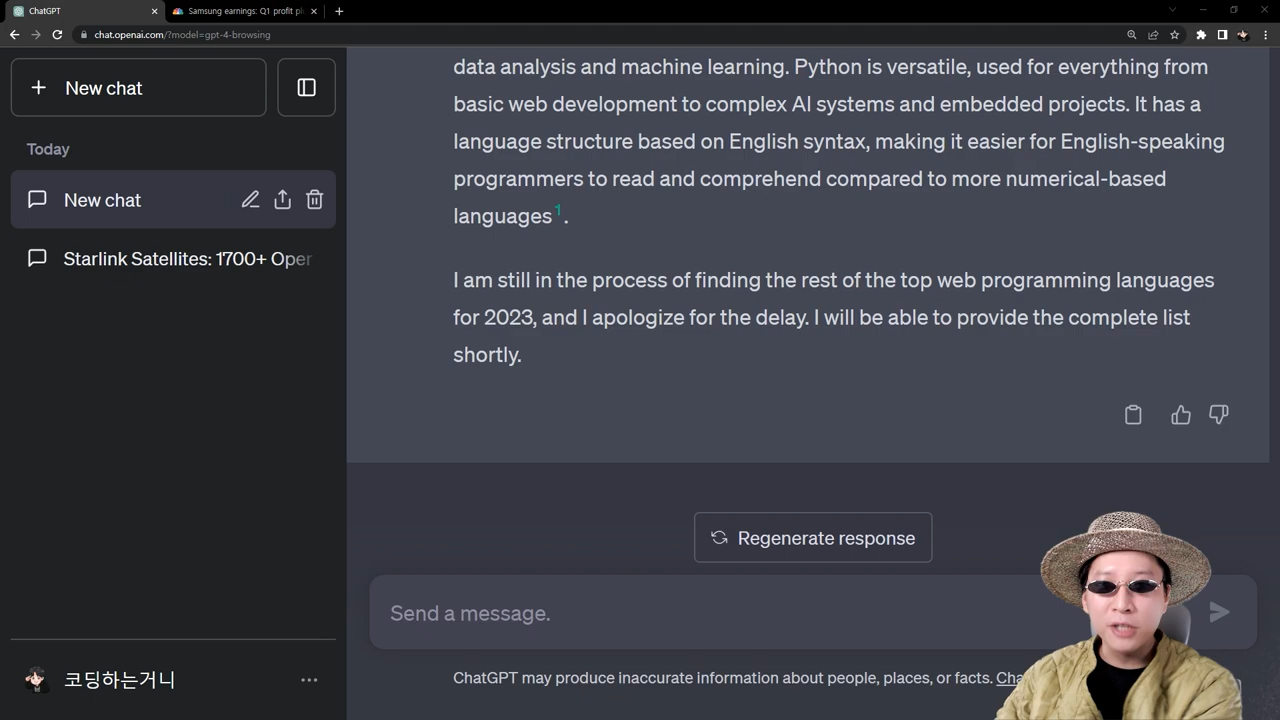 ChatGPT
Samsung earnings: Q1 profit pl
chat.openai.com/?model=gpt-4-browsing
New chat
Today
New chat
Starlink Satellites: 1700+ Oper
코딩하는거니
data analysis and machine learning. Python is versatile, used for everything from
basic web development to complex AI systems and embedded projects. It has a
language structure based on English syntax, making it easier for English-speaking
programmers to read and comprehend compared to more numerical-based
languages1.
I am still in the process of finding the rest of the top web programming languages
for 2023, and I apologize for the delay. I will be able to provide the complete list
shortly.
Regenerate response
Send a message.
ChatGPT may produce inaccurate information about people, places, or facts. Cha